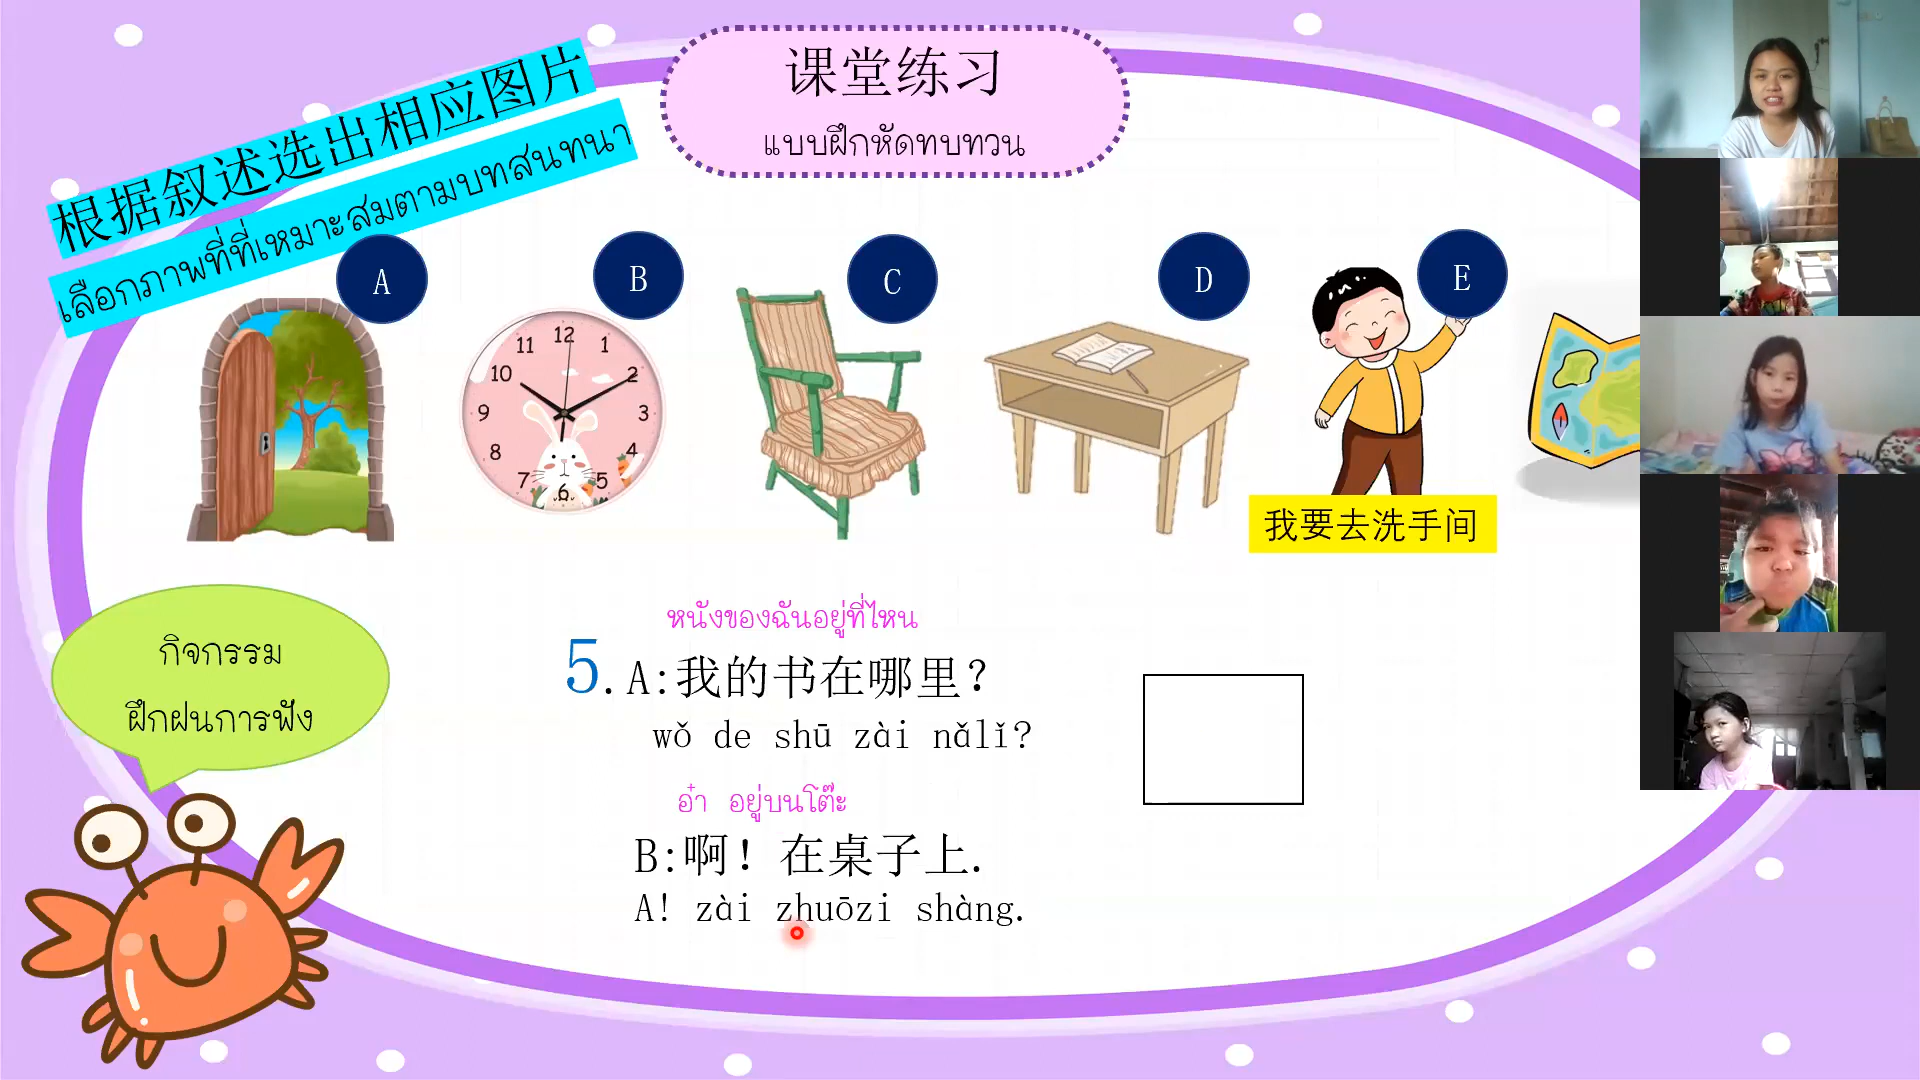 课堂练习
แบบฝึกหัดทบทวน
根据叙述选出相应图片
เลือกภาพที่ที่เหมาะสมตามบทสนทนา
A
B
C
D
E
12
11
1
10
2
9
3
8
4
7
5
6
我要去洗手间
กิจกรรม
ฝึกฝนการฟัง
หนังของฉันอยู่ที่ไหน
5.A:我的书在哪里?
wǒ de shū zài nǎlǐ?
อ๋า อยู่บนโต๊ะ
B:啊! 在桌子上.
A! zài zhuōzi shàng.